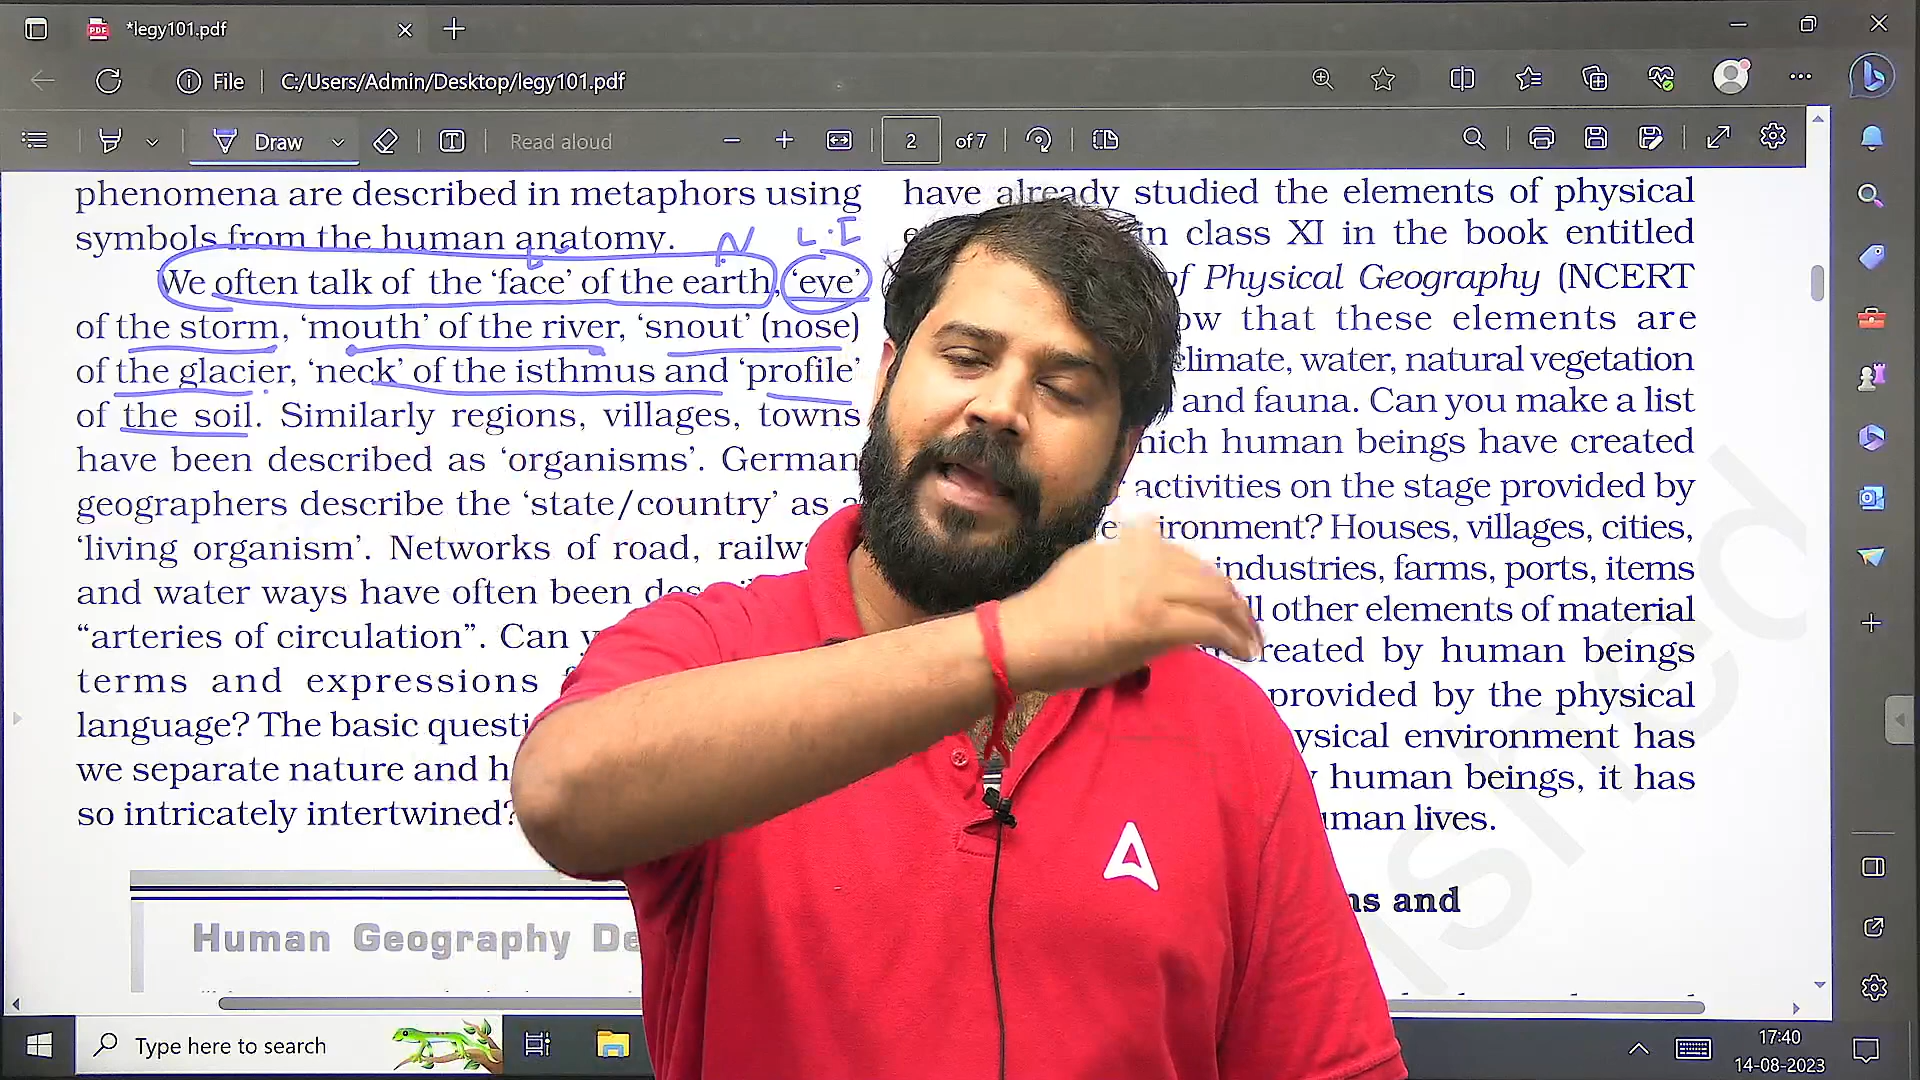 *legy101.pdf
File
C:/Users/Admin/Desktop/legy101.pdf
Draw
Read aloud
2
of 7
phenomena are described in metaphors using
symbols from the human anatomy.
We often talk of the ‘face’ of the earth, ‘eye’
of the storm, ‘mouth’ of the river, ‘snout’ (nose)
of the glacier, ‘neck’ of the isthmus and ‘profile’
of the soil. Similarly regions, villages, towns
have been described as ‘organisms’. German
geographers describe the ‘state/country’ as a
‘living organism’. Networks of road, railw
and water ways have often been des
“arteries of circulation”. Can y
terms and expressions
language? The basic questi
we separate nature and h
so intricately intertwined?
N
L.I
Human Geography De
have already studied the elements of physical
in class XI in the book entitled
of Physical Geography (NCERT
ow that these elements are
climate, water, natural vegetation
and fauna. Can you make a list
hich human beings have created
activities on the stage provided by
environment? Houses, villages, cities,
industries, farms, ports, items
ll other elements of material
created by human beings
provided by the physical
ysical environment has
y human beings, it has
uman lives.
ns and
ished
Type here to search
17:40
14-08-2023